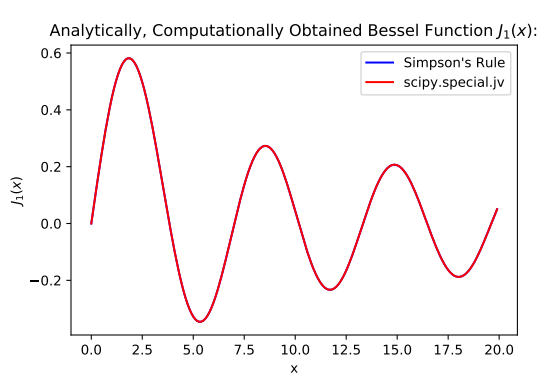 Analytically, Computationally Obtained Bessel Function J₁(x):
Simpson's Rule
scipy.special.jv
J₁(x)
0.6
0.4
0.2
0.0
−0.2
0.0 2.5 5.0 7.5 10.0 12.5 15.0 17.5 20.0
x